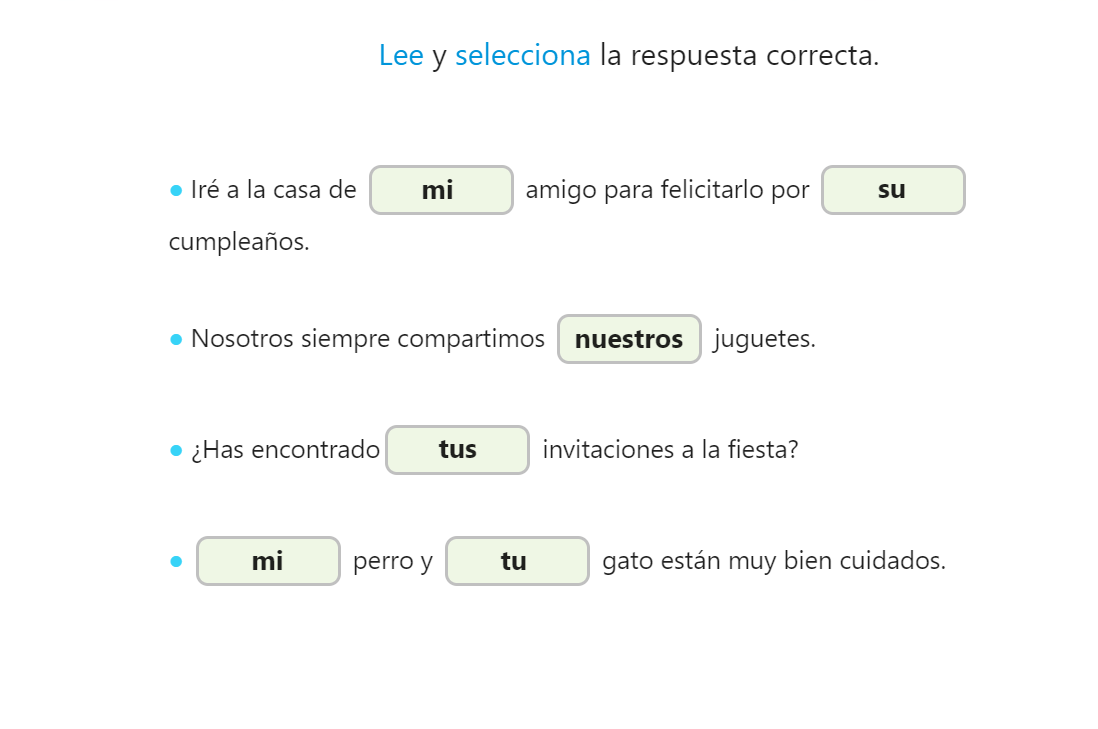 Lee y selecciona la respuesta correcta.
• Iré a la casa de mi amigo para felicitarlo por su
cumpleaños.
• Nosotros siempre compartimos nuestros juguetes.
• ¿Has encontrado tus invitaciones a la fiesta?
• mi perro y tu gato están muy bien cuidados.